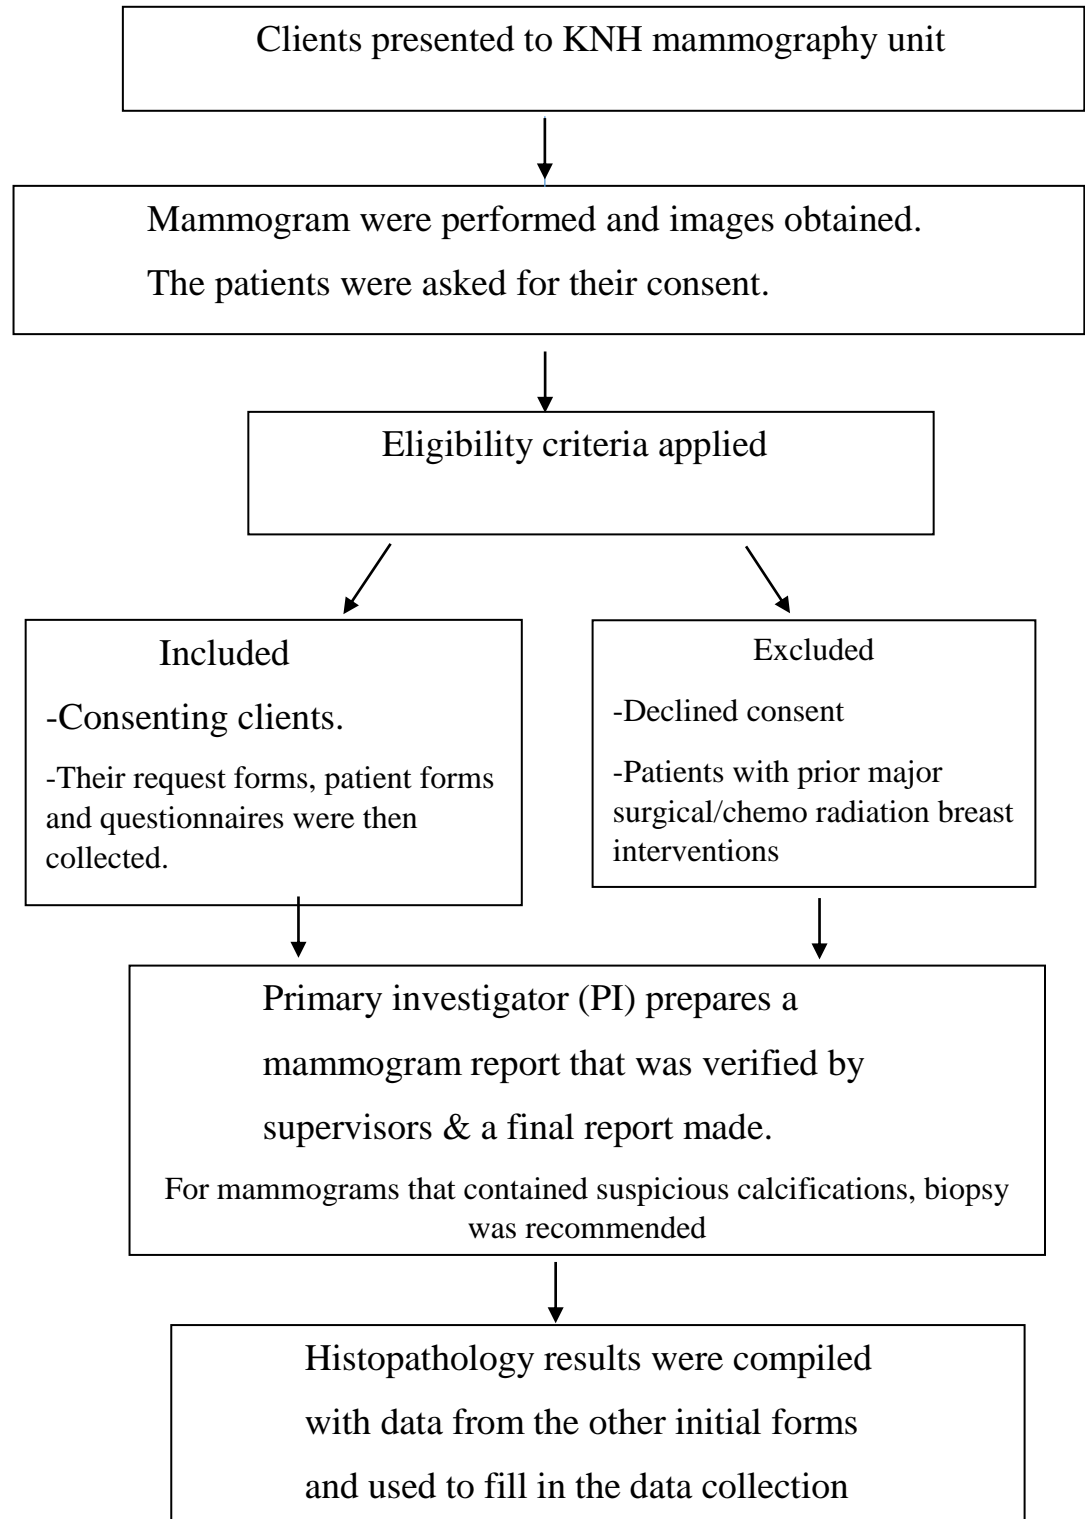 Clients presented to KNH mammography unit
Mammogram were performed and images obtained.
The patients were asked for their consent.
Eligibility criteria applied
Included
-Consenting clients.
-Their request forms, patient forms
and questionnaires were then
collected.
Excluded
-Declined consent
-Patients with prior major
surgical/chemo radiation breast
interventions
Primary investigator (PI) prepares a
mammogram report that was verified by
supervisors & a final report made.
For mammograms that contained suspicious calcifications, biopsy
was recommended
Histopathology results were compiled
with data from the other initial forms
and used to fill in the data collection